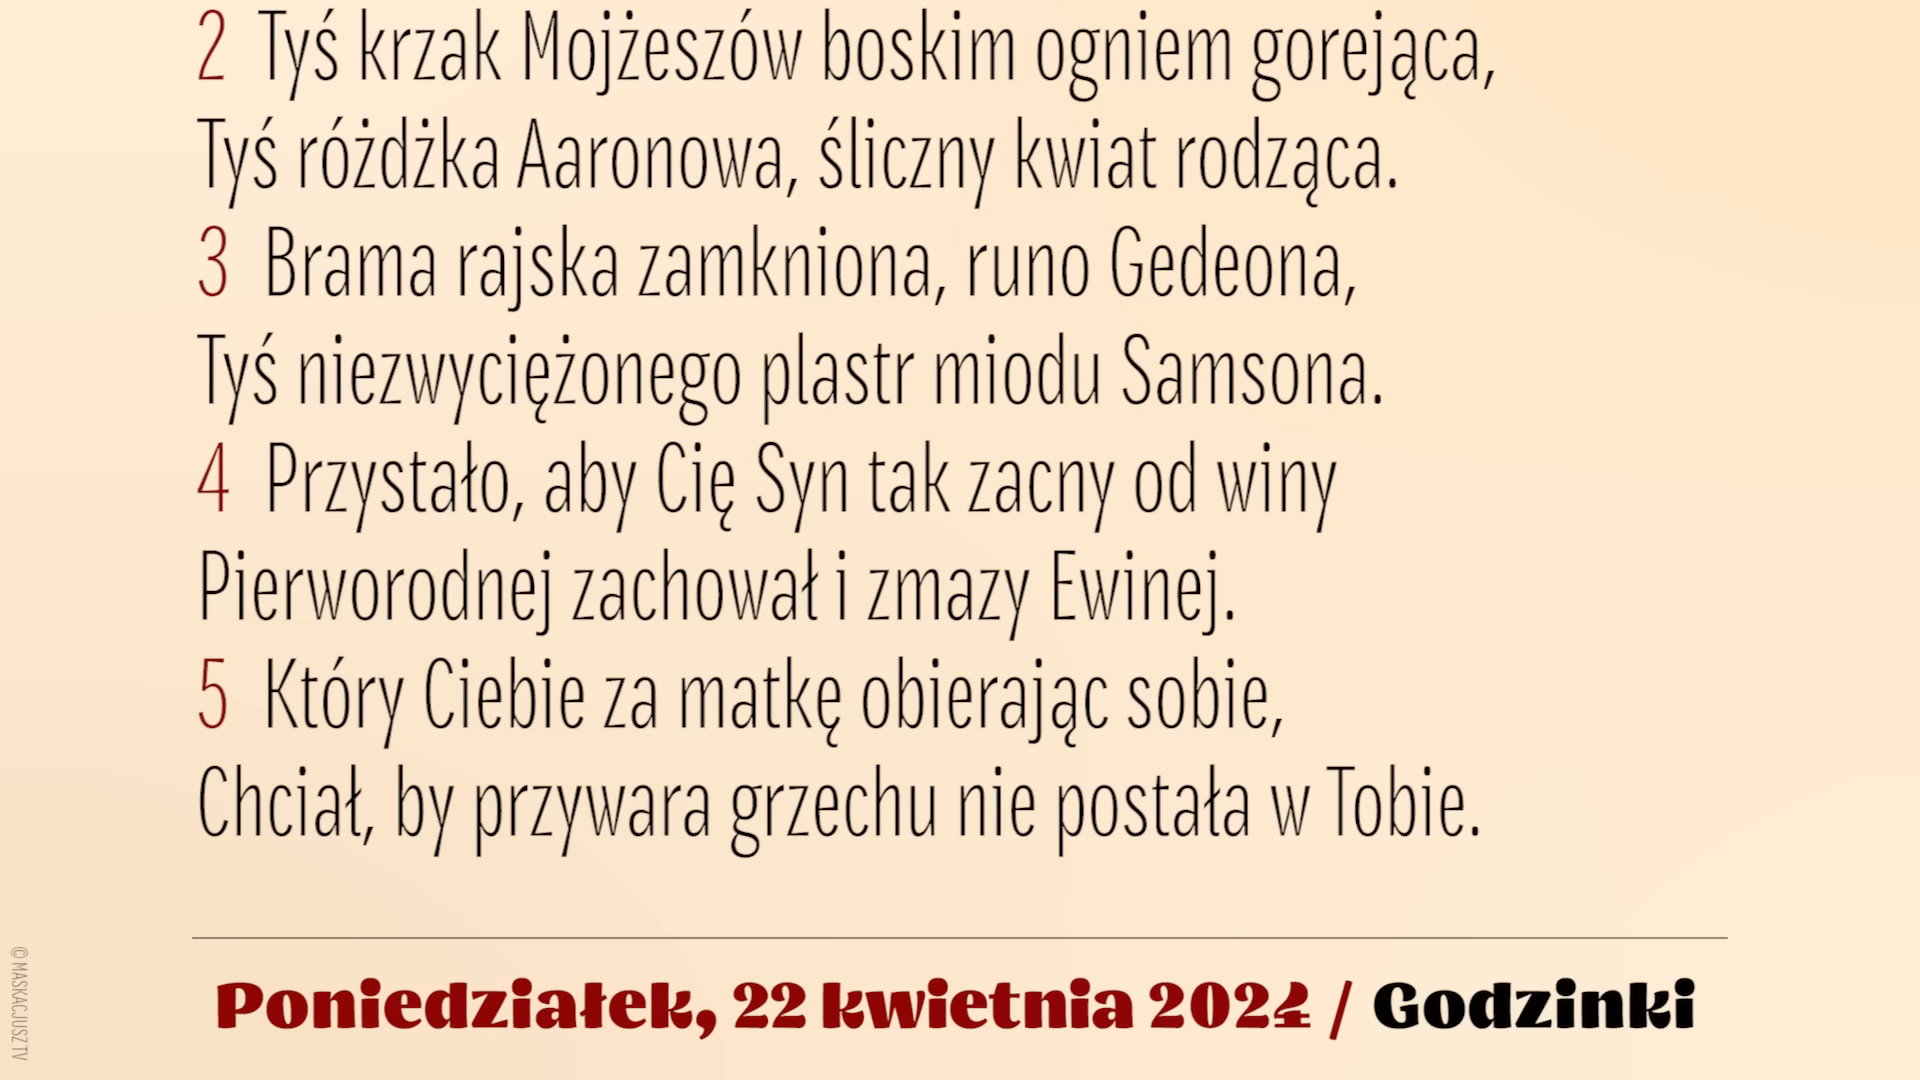 2 Tyś krzak Mojżeszów boskim ogniem gorejąca,
Tyś różdżka Aaronowa, śliczny kwiat rodząca.
3 Brama rajska zamkniona, runo Gedeona,
Tyś niezwyciężonego plastr miodu Samsona.
4 Przystało, aby Cię Syn tak zacny od winy
Pierworodnej zachował i zmazy Ewinej.
5 Który Ciebie za matkę obierając sobie,
Chciał, by przywara grzechu nie postała w Tobie.
Poniedziałek, 22 kwietnia 2024 / Godzinki
© MASKACJUSZ TV